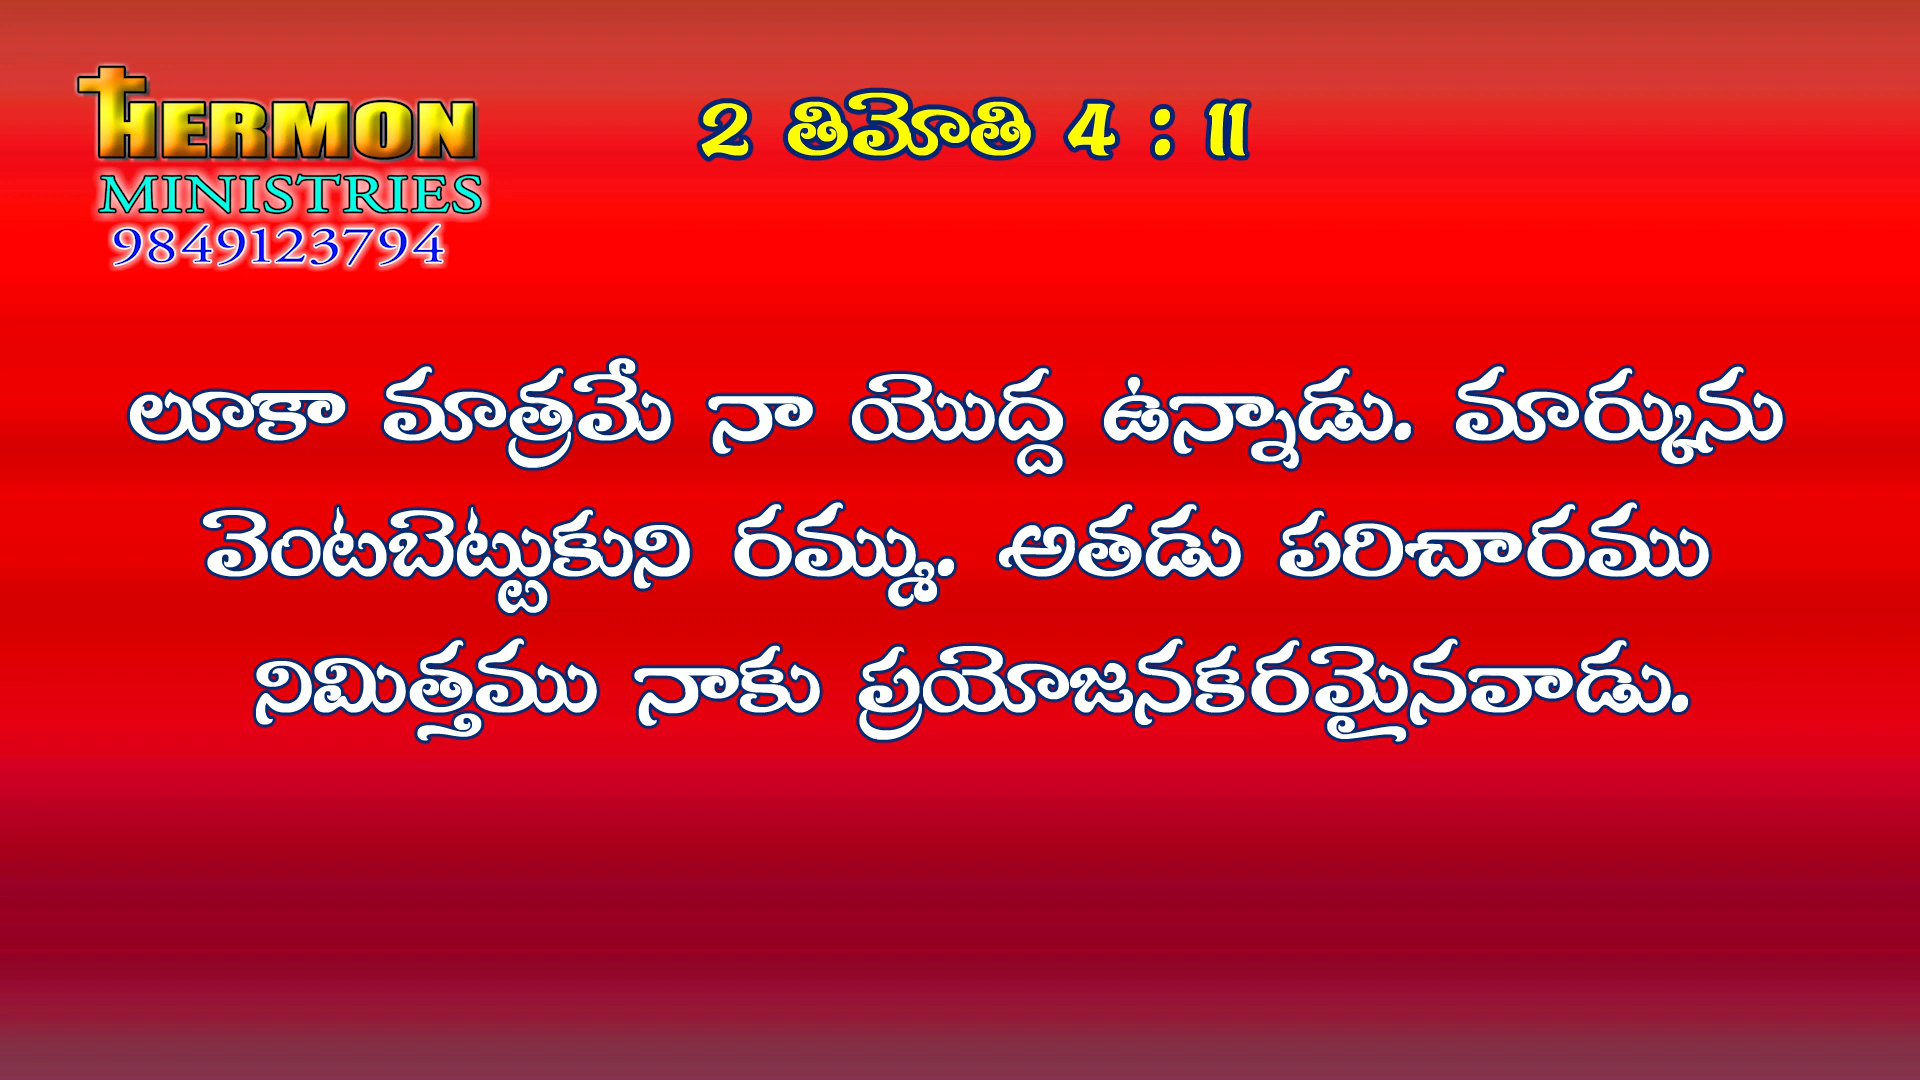 HERMON
MINISTRIES
9849123794
2 తిమోతి 4 : 11
లూకా మాత్రమే నా యొద్ద ఉన్నాడు. మార్కును
వెంటబెట్టుకుని రమ్ము. అతడు పరిచారము
నిమిత్తము నాకు ప్రయోజనకరమైనవాడు.